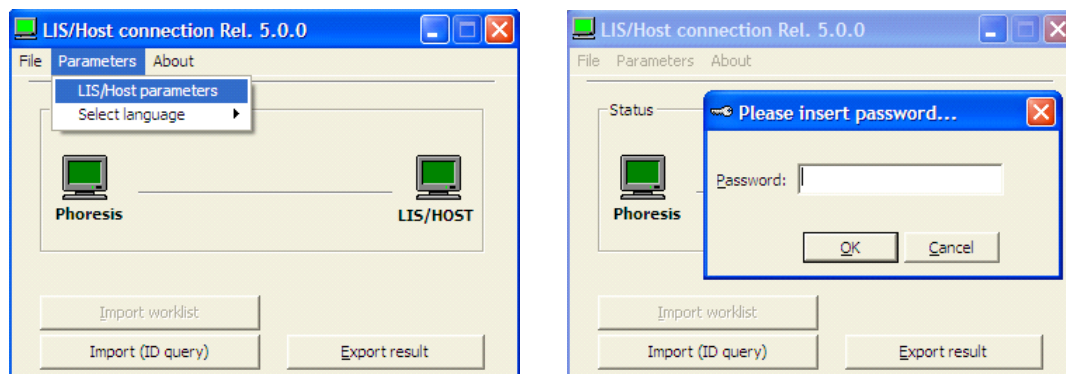 LIS/Host connection Rel. 5.0.0
File Parameters About
LIS/Host parameters
Select language
Phoresis
LIS/HOST
Import worklist
Import (ID query)
Export result
LIS/Host connection Rel. 5.0.0
File Parameters About
Status
Please insert password...
Password:
OK
Cancel
Phoresis
Import worklist
Import (ID query)
Export result